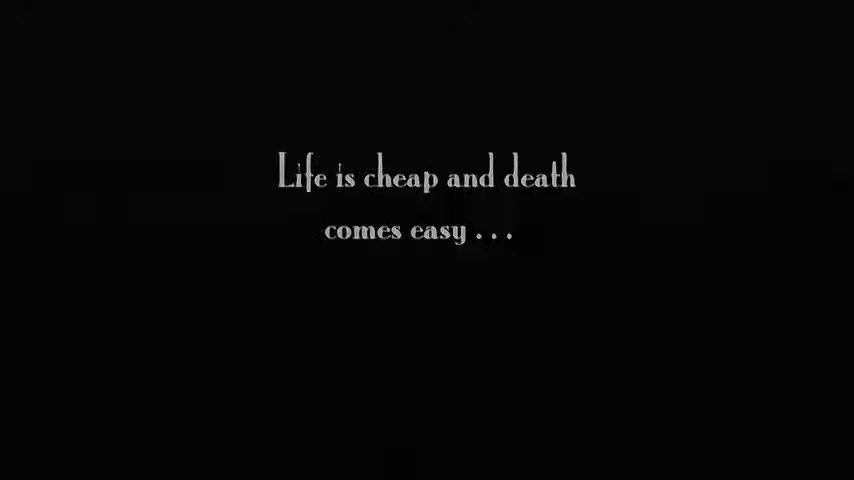 Life is cheap and death
comes easy . . .